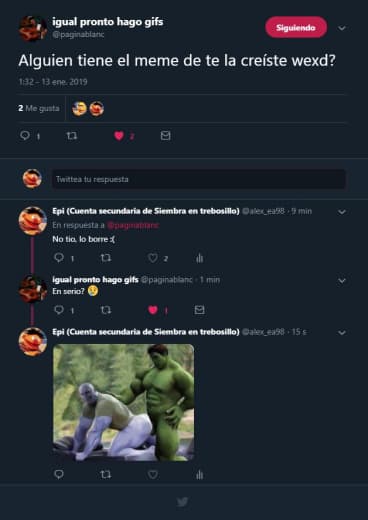 igual pronto hago gifs
@paginablanc
Siguiendo
Alguien tiene el meme de te la creíste wexd?
1:32 - 13 ene. 2019
2 Me gusta
1 2
Twittea tu respuesta
Epi (Cuenta secundaria de Siembra en trebosillo) @alex_ea98 · 9 min
En respuesta a @paginablanc
No tio, lo borre :(
1 2
igual pronto hago gifs @paginablanc · 1 min
En serio? 😢
1 1
Epi (Cuenta secundaria de Siembra en trebosillo) @alex_ea98 · 15 s